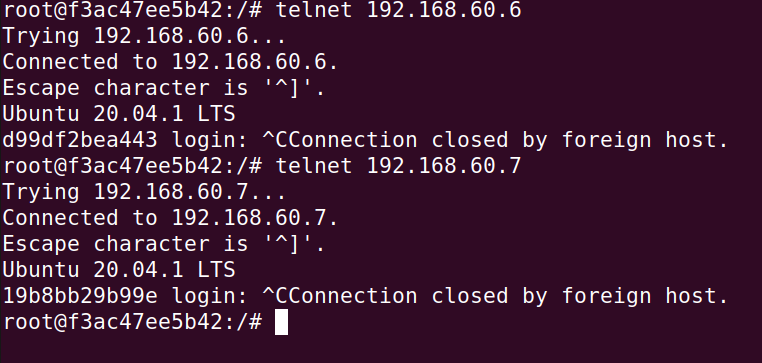 root@f3ac47ee5b42:/# telnet 192.168.60.6
Trying 192.168.60.6...
Connected to 192.168.60.6.
Escape character is '^]'.
Ubuntu 20.04.1 LTS
d99df2bea443 login: ^CConnection closed by foreign host.
root@f3ac47ee5b42:/# telnet 192.168.60.7
Trying 192.168.60.7...
Connected to 192.168.60.7.
Escape character is '^]'.
Ubuntu 20.04.1 LTS
19b8bb29b99e login: ^CConnection closed by foreign host.
root@f3ac47ee5b42:/#